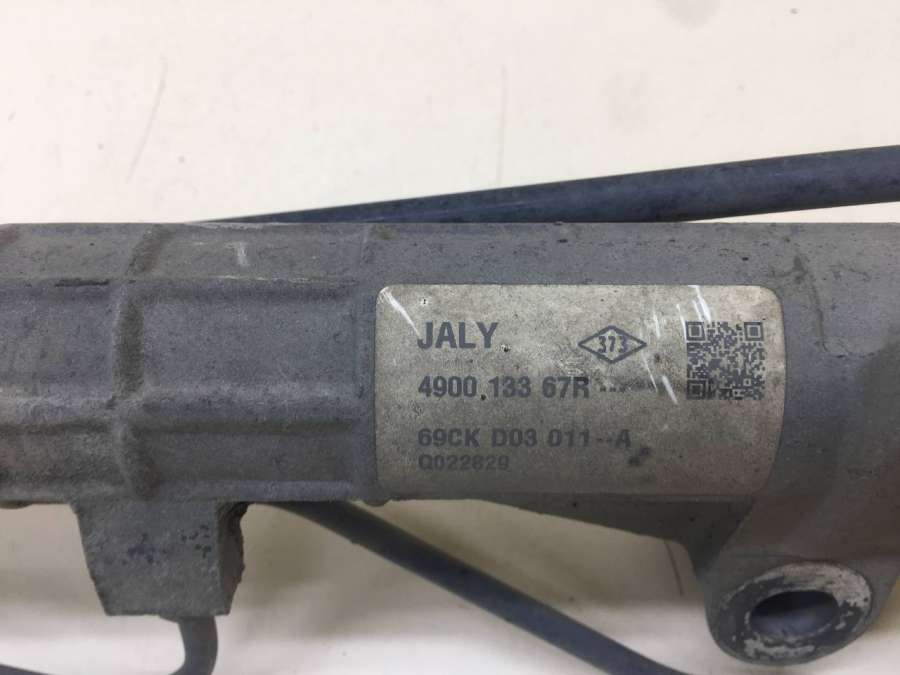 JALY 373
4900 133 67R
69CK D03 011--A
Q022829